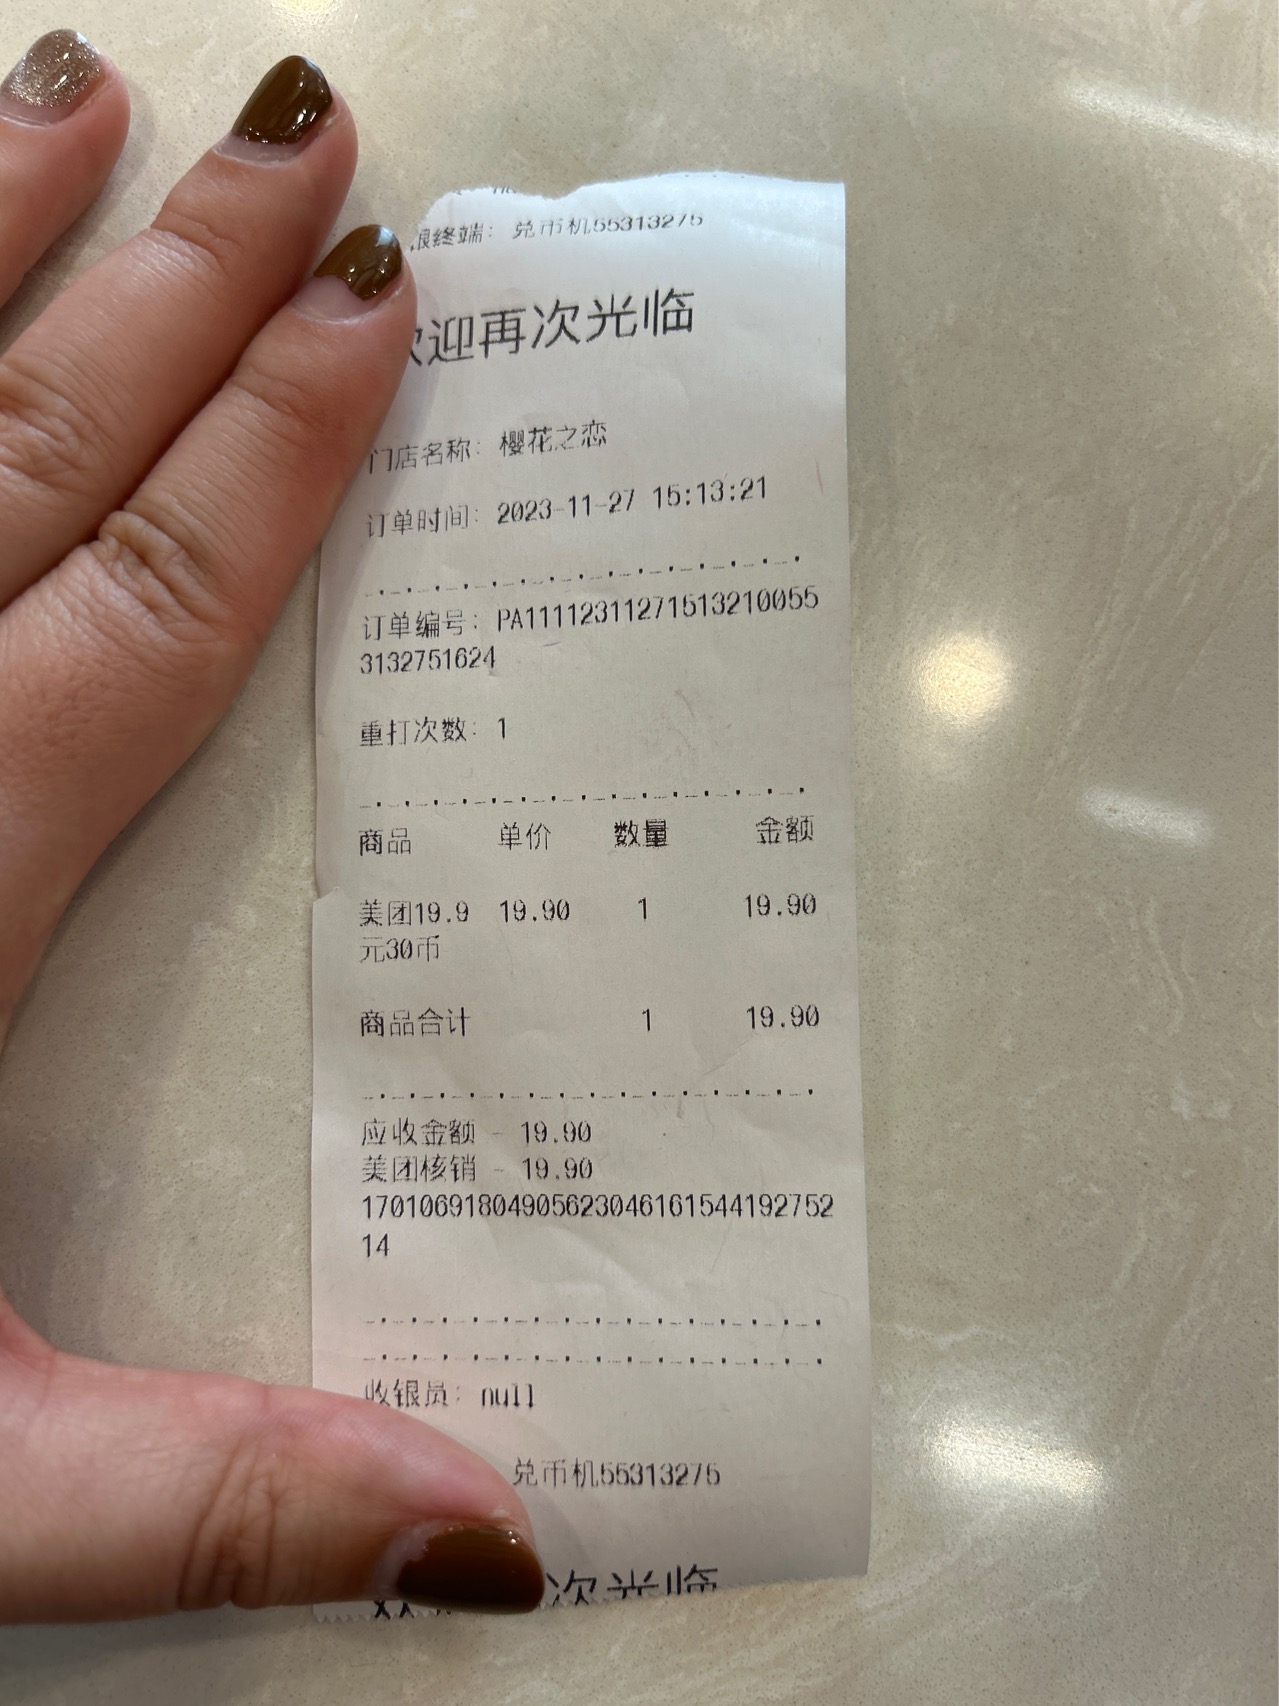 银终端: 兑币机55313275
欢迎再次光临
门店名称: 樱花之恋
订单时间: 2023-11-27 15:13:21
订单编号: PA11112311271513210055
3132751624
重打次数: 1
商品 单价 数量 金额
美团19.9 19.90 1 19.90
元30币
商品合计 1 19.90
应收金额 - 19.90
美团核销 - 19.90
17010691804905623046161544192752
14
收银员: null
兑币机55313275
次光临